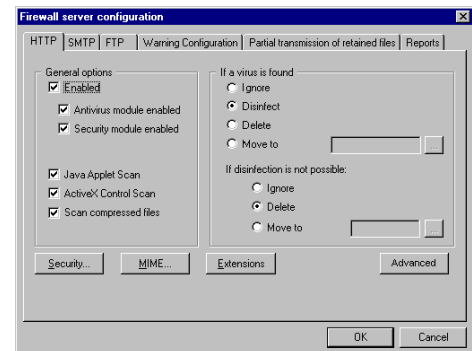 Firewall server configuration
HTTP
SMTP
FTP
Warning Configuration
Partial transmission of retained files
Reports
General options
Enabled
Antivirus module enabled
Security module enabled
Java Applet Scan
ActiveX Control Scan
Scan compressed files
If a virus is found
Ignore
Disinfect
Delete
Move to
...
If disinfection is not possible:
Ignore
Delete
Move to
...
Security...
MIME...
Extensions
Advanced
OK
Cancel